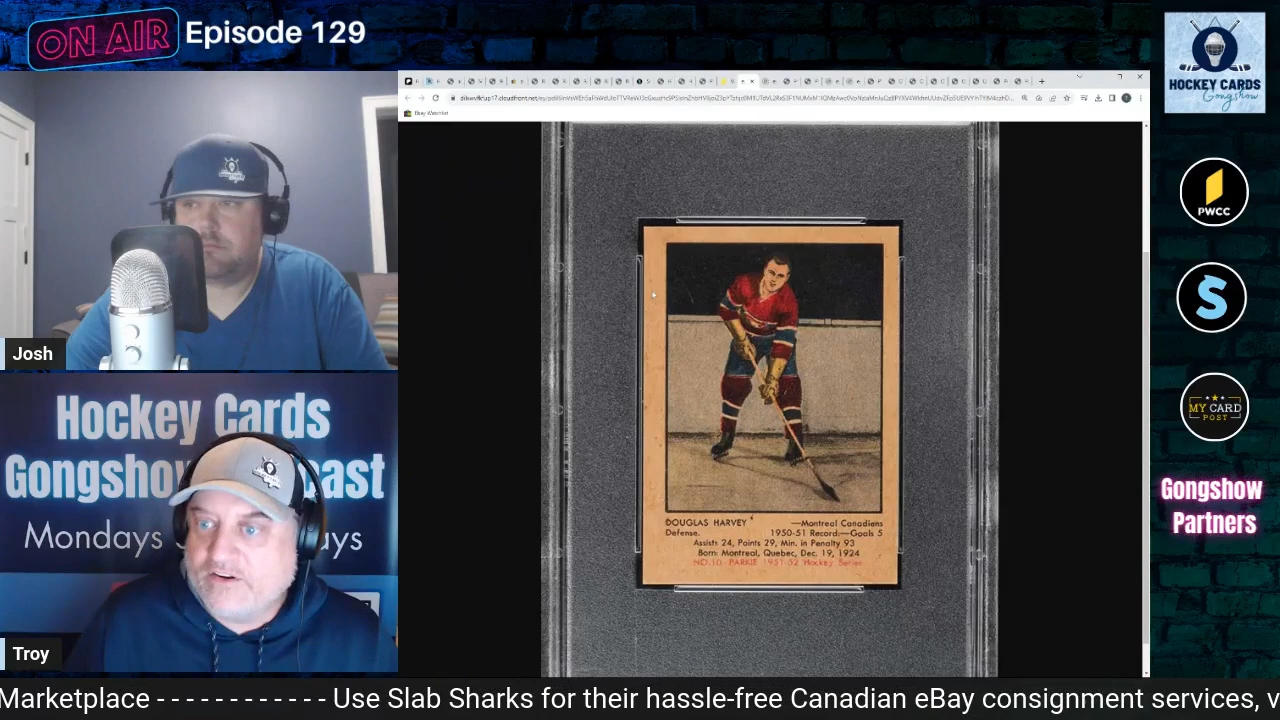 ON AIR
Episode 129
HOCKEY CARDS
Gongshow
Ebay Watchlist
PWCC
S
MY CARD
POST
Gongshow
Partners
Josh
Hockey Cards
Gongshow
Mondays
Troy
DOUGLAS HARVEY —Montreal Canadians
Defense. 1950-51 Record:—Goals 5
Assists 24, Points 29, Min. in Penalty 93
Born: Montreal, Quebec, Dec. 19, 1924
NO. 10 PARKIE 1951-52 Hockey Series
Marketplace - - - - - - - - - - - - Use Slab Sharks for their hassle-free Canadian eBay consignment services, v